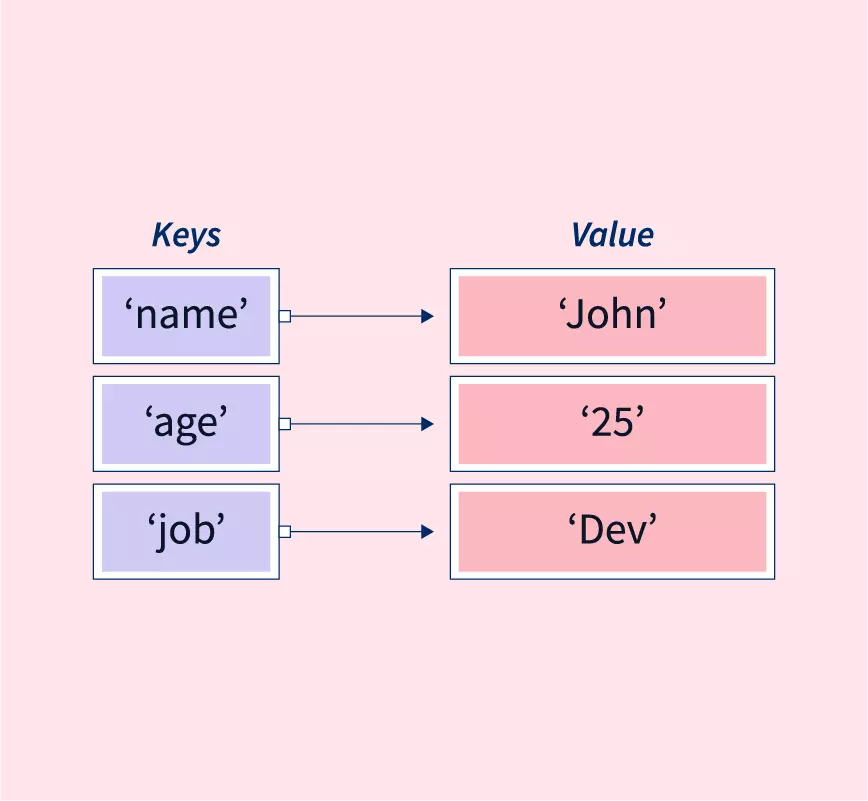 Keys Value
‘name’ ‘John’
‘age’ ‘25’
‘job’ ‘Dev’